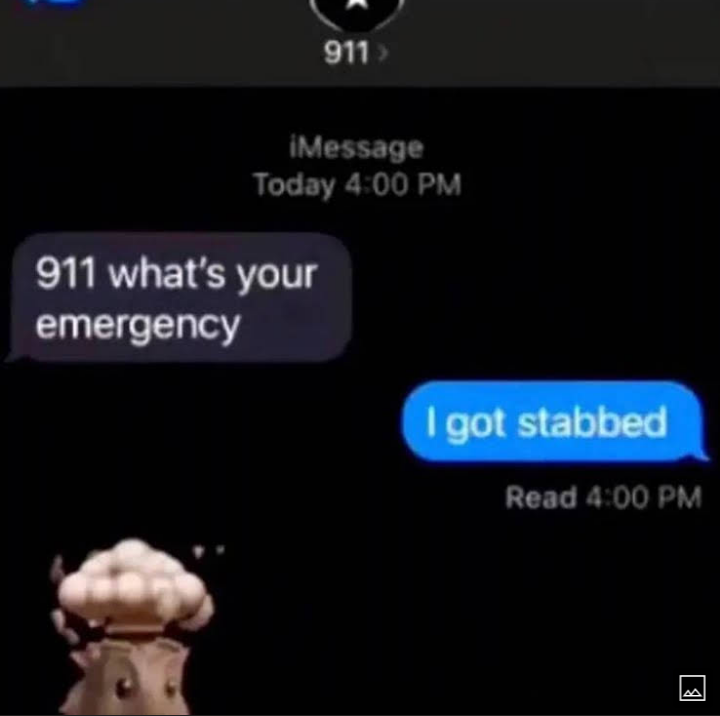 911 >
iMessage
Today 4:00 PM
911 what's your
emergency
I got stabbed
Read 4:00 PM